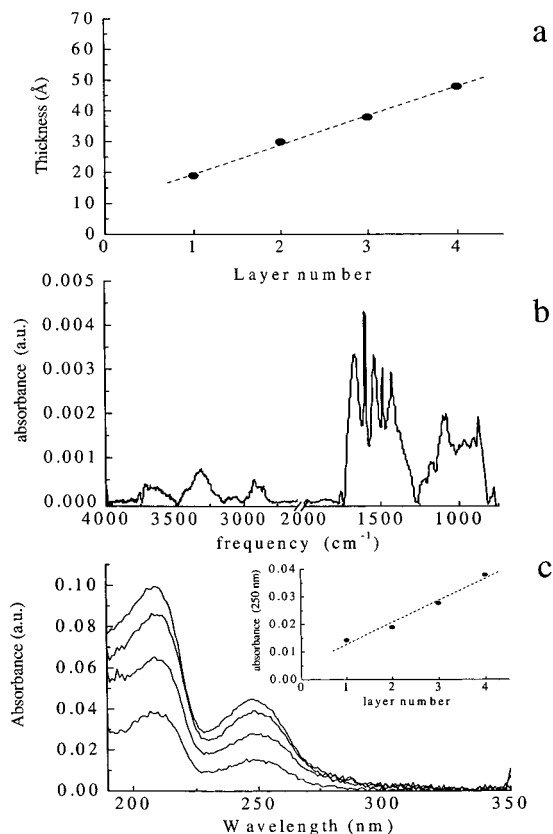 a
70
60
50
40
30
20
10
0
Thickness (Å)
0 1 2 3 4
Layer number
b
0.005
0.004
0.003
0.002
0.001
0.000
absorbance (a.u.)
4000 3500 3000 2000 1500 1000
frequency (cm⁻¹)
c
0.10
0.08
0.06
0.04
0.02
0.00
Absorbance (a.u.)
200 250 300 350
Wavelength (nm)
0.04
0.03
0.02
0.01
0.00
absorbance (250 nm)
0 1 2 3 4
layer number